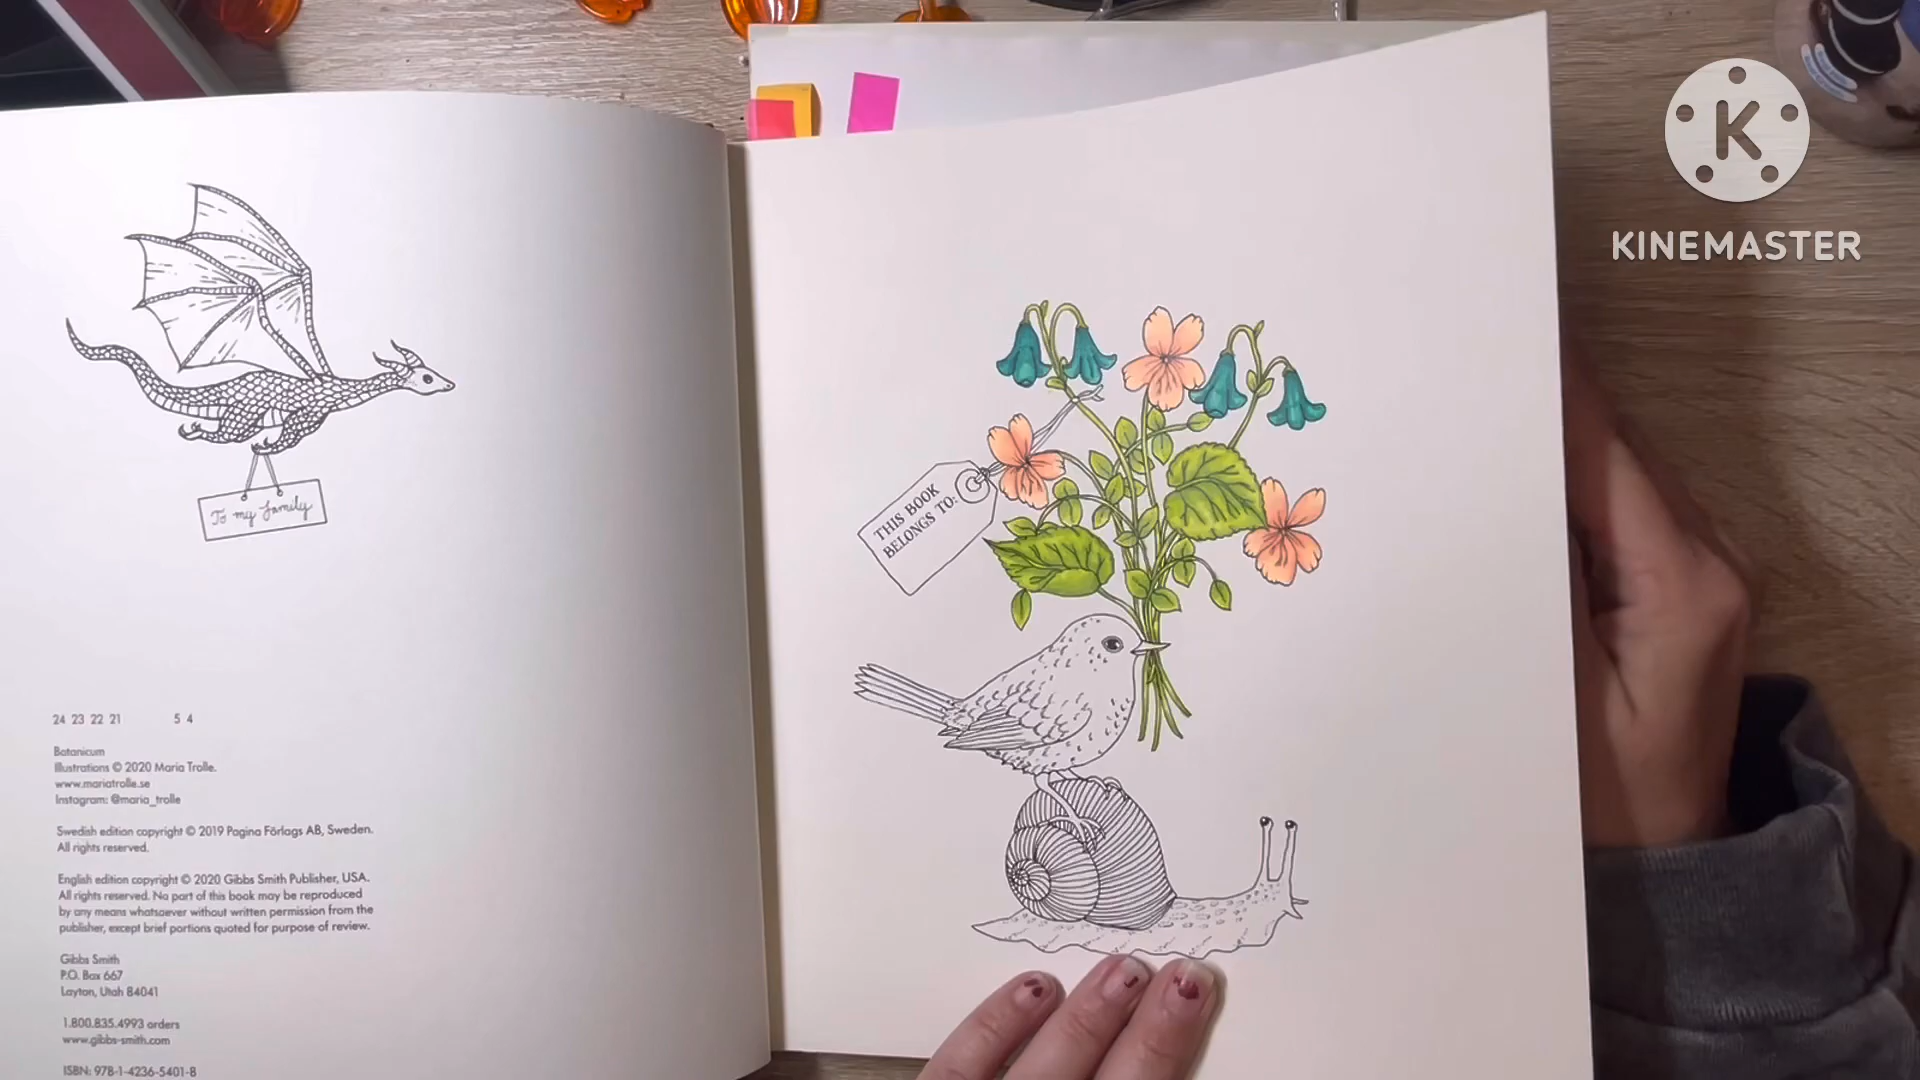 To my family
24 23 22 21 5 4
Botanicum
Illustrations © 2020 Maria Trolle.
www.mariatrolle.se
Instagram: @maria_trolle
Swedish edition copyright © 2019 Pagina Förlags AB, Sweden.
All rights reserved.
English edition copyright © 2020 Gibbs Smith Publisher, USA.
All rights reserved. No part of this book may be reproduced
by any means whatsoever without written permission from the
publisher, except brief portions quoted for purpose of review.
Gibbs Smith
P.O. Box 667
Layton, Utah 84041
1.800.835.4993 orders
www.gibbs-smith.com
ISBN: 978-1-4236-5401-8
THIS BOOK
BELONGS TO:
K
KINEMASTER